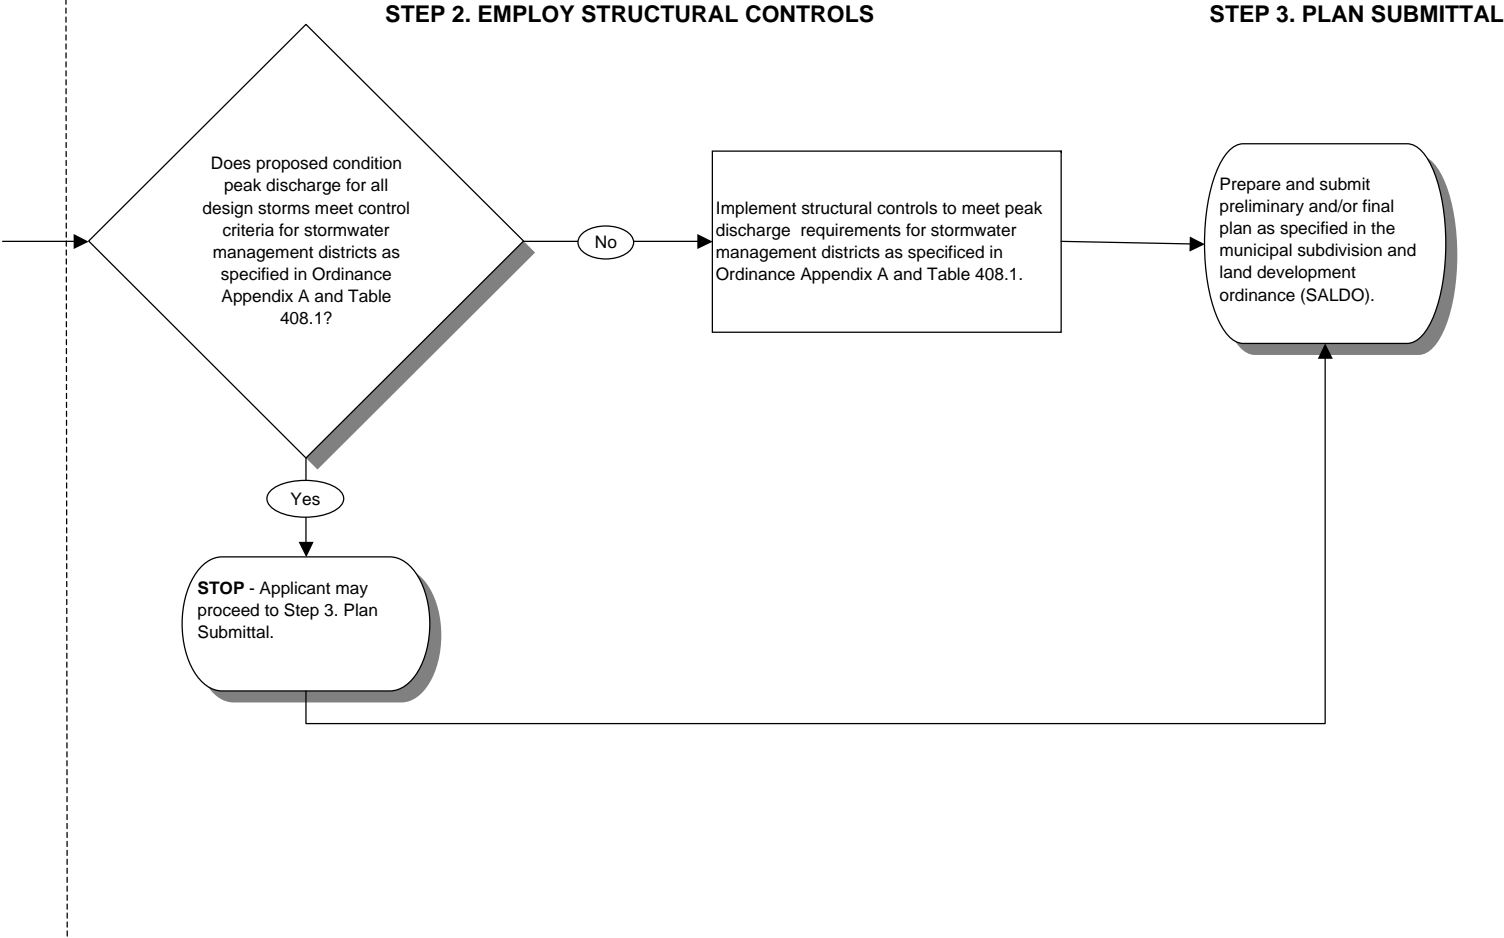 STEP 2. EMPLOY STRUCTURAL CONTROLS
STEP 3. PLAN SUBMITTAL
Does proposed condition
peak discharge for all
design storms meet control
criteria for stormwater
management districts as
specified in Ordinance
Appendix A and Table
408.1?
No
Implement structural controls to meet peak
discharge requirements for stormwater
management districts as specificed in
Ordinance Appendix A and Table 408.1.
Prepare and submit
preliminary and/or final
plan as specified in the
municipal subdivision and
land development
ordinance (SALDO).
Yes
STOP - Applicant may
proceed to Step 3. Plan
Submittal.